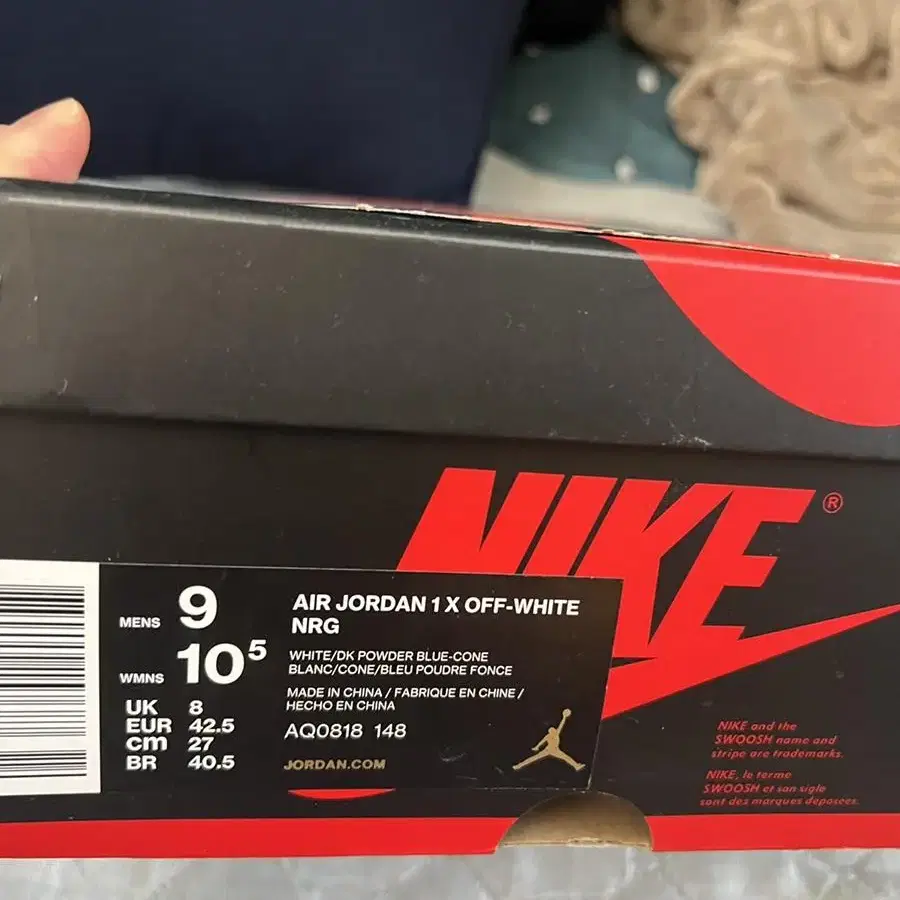 NIKE®
MENS 9
WMNS 10⁵
UK 8
EUR 42.5
cm 27
BR 40.5
AIR JORDAN 1 X OFF-WHITE
NRG
WHITE/DK POWDER BLUE-CONE
BLANC/CONE/BLEU POUDRE FONCE
MADE IN CHINA / FABRIQUE EN CHINE /
HECHO EN CHINA
AQ0818 148
JORDAN.COM
NIKE and the
SWOOSH name and
stripe are trademarks.
NIKE, le terme
SWOOSH et son sigle
sont des marques deposees.